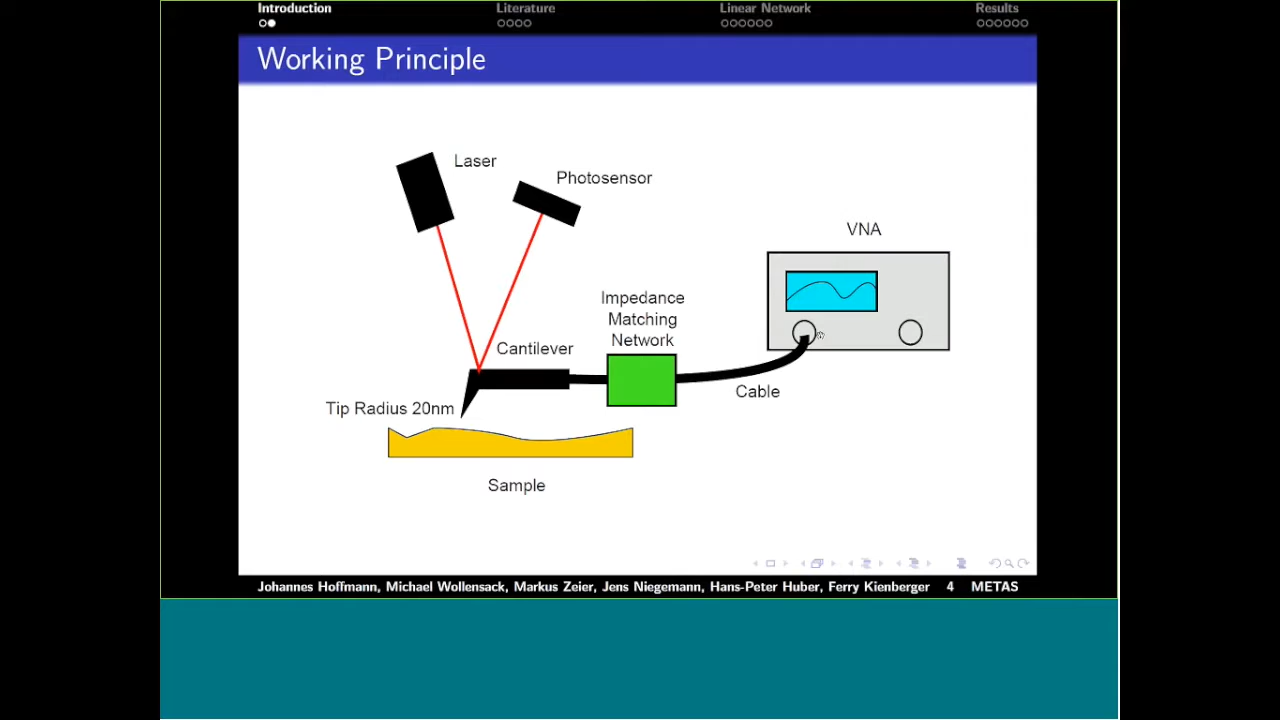 Introduction
Literature
Linear Network
Results
Working Principle
Laser
Photosensor
VNA
Impedance
Matching
Network
Cantilever
Cable
Tip Radius 20nm
Sample
Johannes Hoffmann, Michael Wollensack, Markus Zeier, Jens Niegemann, Hans-Peter Huber, Ferry Kienberger 4 METAS